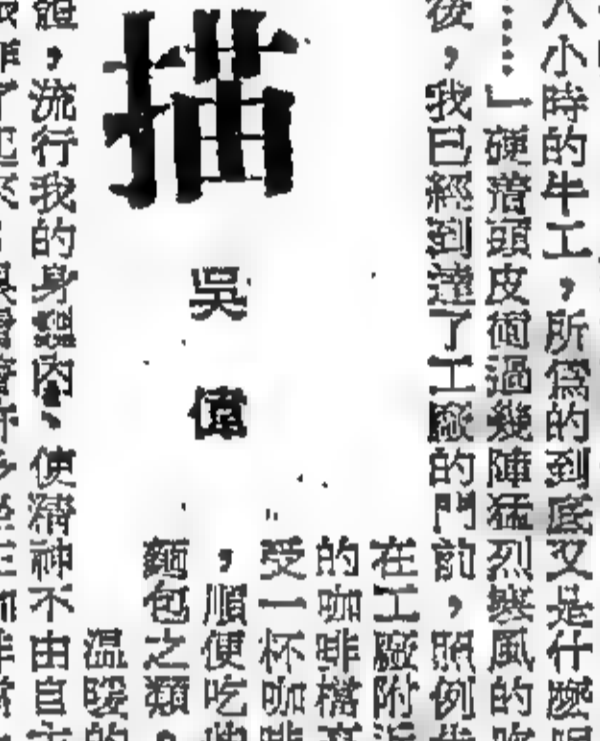 小時的牛工，所爲的到底又是什麼
……」硬着頭皮衝過幾陣猛烈寒風的
後，我已經到達了工廠的門前，照例
在工廠附近
的咖啡檔
受一杯咖啡
，順便吃
麵包之類。
描
吳偉
溫暖的
，流行我的身體內、使精神不由自主